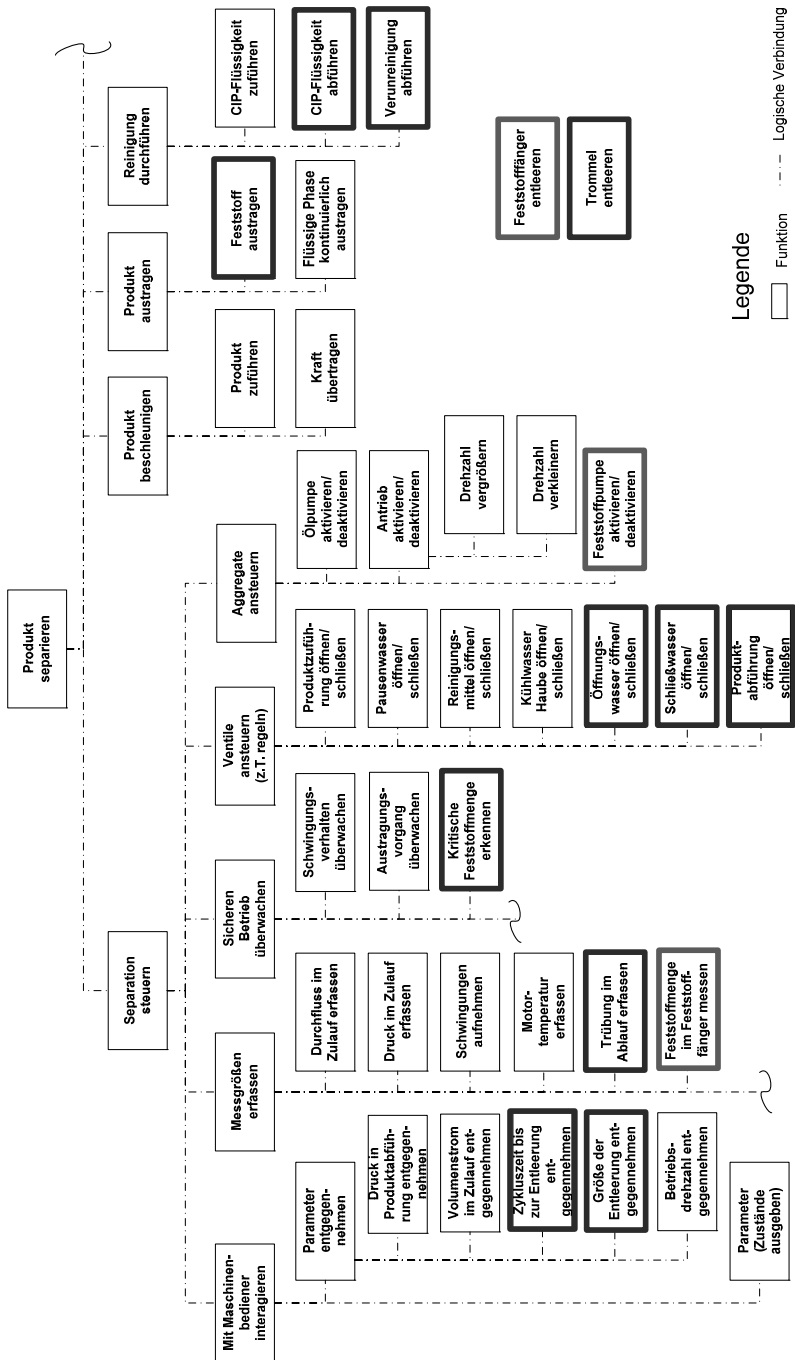 Produkt
separieren
Separation
steuern
Produkt
beschleunigen
Produkt
austragen
Reinigung
durchführen
Mit Maschinen-
bediener
interagieren
Messgrößen
erfassen
Sicheren
Betrieb
überwachen
Ventile
ansteuern
(z.T. regeln)
Aggregate
ansteuern
Parameter
entgegen-
nehmen
Druck in
Produktabfüh-
rung entgegen-
nehmen
Volumenstrom
im Zulauf ent-
gegennehmen
Zykluszeit bis
zur Entleerung
ent-
gegennehmen
Größe der
Entleerung ent-
gegennehmen
Betriebs-
drehzahl ent-
gegennehmen
Parameter
(Zustände
ausgeben)
Durchfluss im
Zulauf erfassen
Druck im Zulauf
erfassen
Schwingungen
aufnehmen
Motor-
temperatur
erfassen
Trübung im
Ablauf erfassen
Feststoffmenge
im Feststoff-
fänger messen
Schwingungs-
verhalten
überwachen
Austragungs-
vorgang
überwachen
Kritische
Feststoffmenge
erkennen
Produktzufüh-
rung öffnen/
schließen
Pausenwasser
öffnen/
schließen
Reinigungs-
mittel öffnen/
schließen
Kühlwasser
Haube öffnen/
schließen
Öffnungs-
wasser öffnen/
schließen
Schließwasser
öffnen/
schließen
Produkt-
abführung
öffnen/
schließen
Ölpumpe
aktivieren/
deaktivieren
Antrieb
aktivieren/
deaktivieren
Drehzahl
vergrößern
Drehzahl
verkleinern
Feststoffpumpe
aktivieren/
deaktivieren
Produkt
zuführen
Kraft
übertragen
Feststoff
austragen
Flüssige Phase
kontinuierlich
austragen
CIP-Flüssigkeit
zuführen
CIP-Flüssigkeit
abführen
Verunreinigung
abführen
Feststofffänger
entleeren
Trommel
entleeren
Legende
Funktion
Logische Verbindung